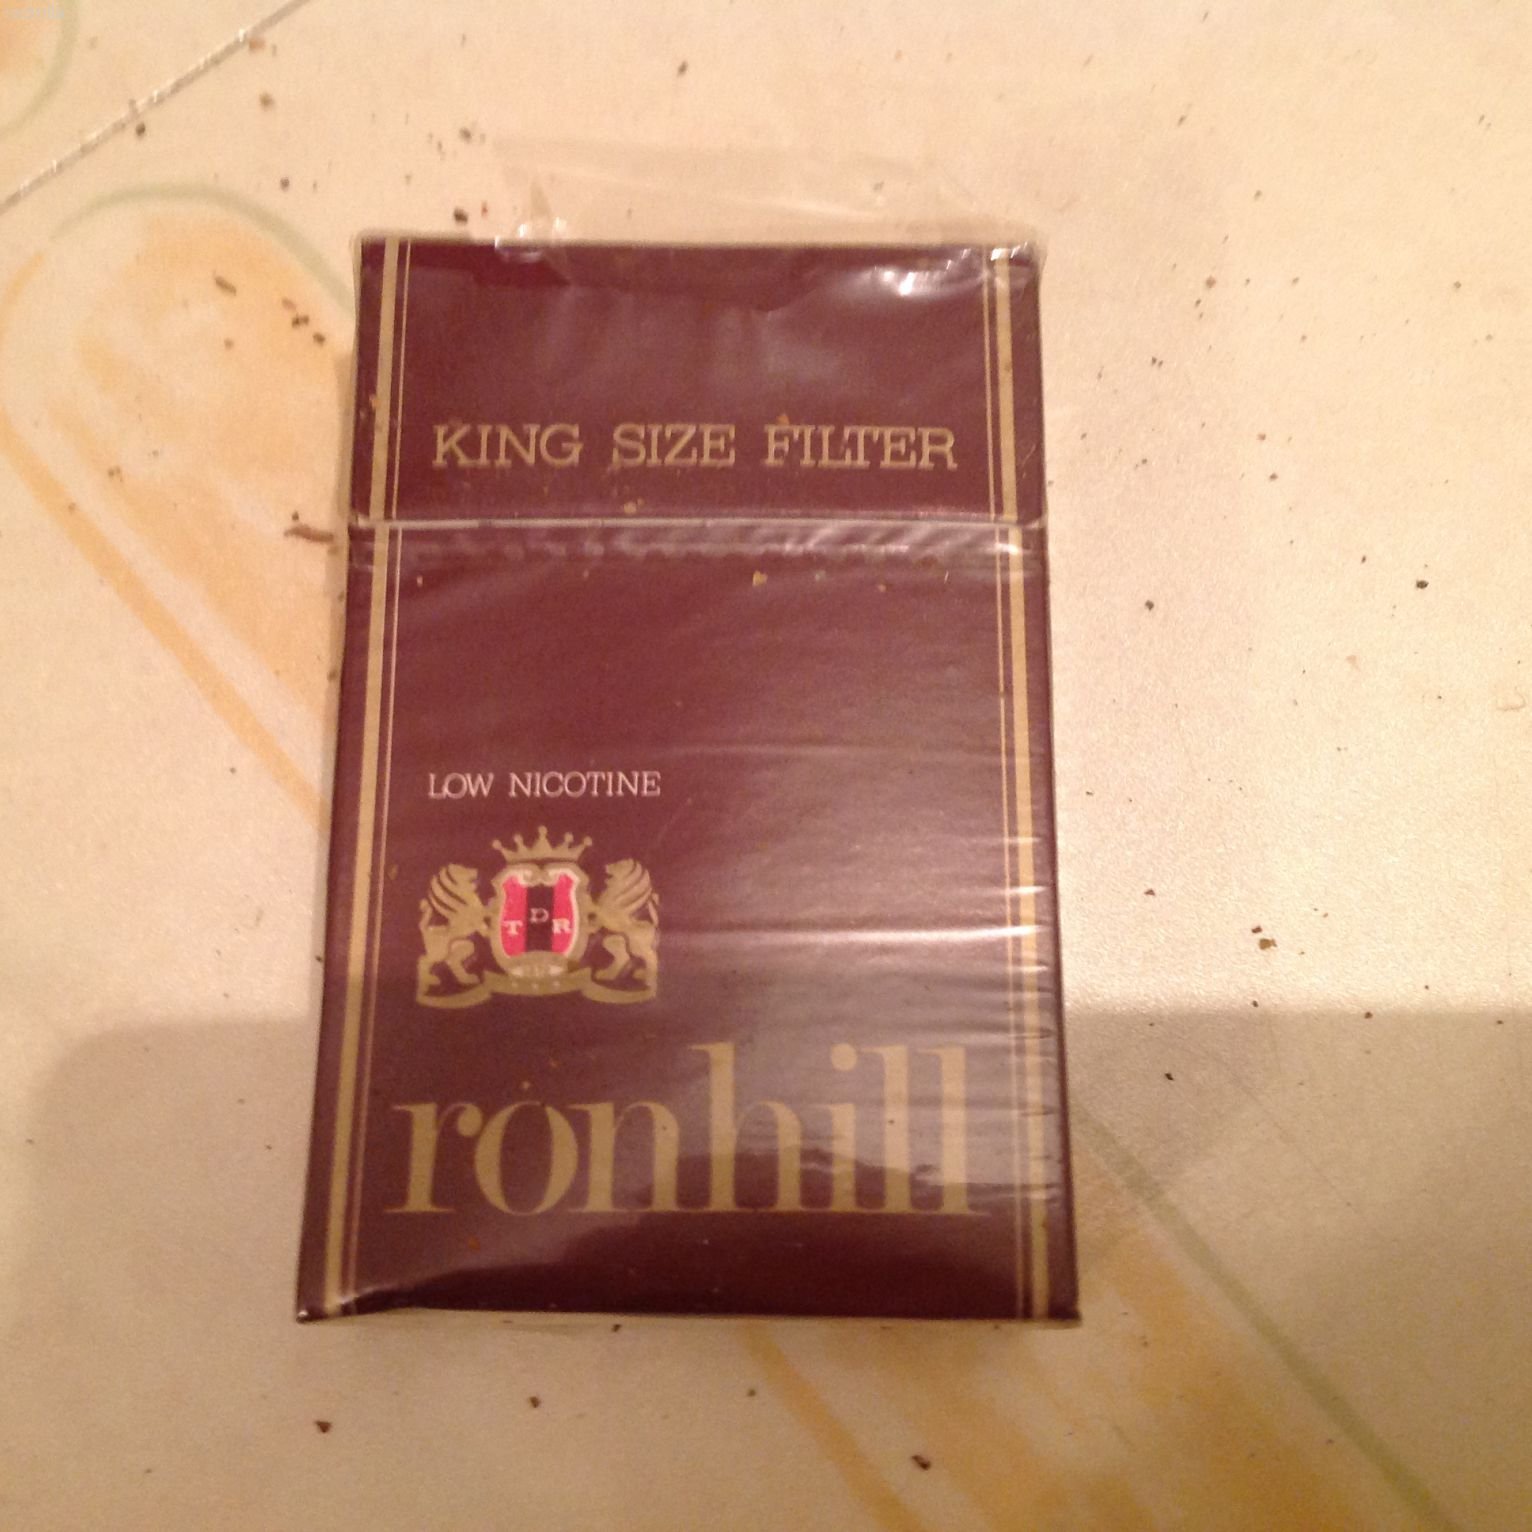 KING SIZE FILTER
LOW NICOTINE
TDR
ronhill